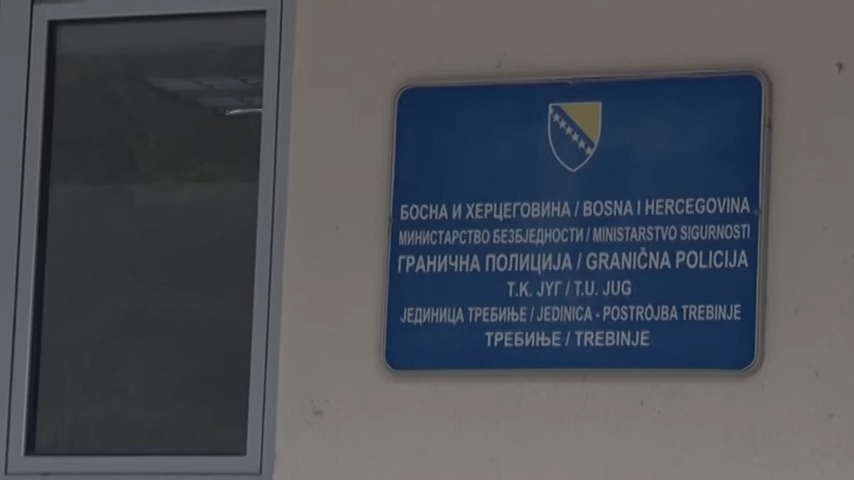 БОСНА И ХЕРЦЕГОВИНА / BOSNA I HERCEGOVINA
МИНИСТАРСТВО БЕЗБЈЕДНОСТИ / MINISTARSTVO SIGURNOSTI
ГРАНИЧНА ПОЛИЦИЈА / GRANIČNA POLICIJA
Т.К. ЈУГ / T.U. JUG
ЈЕДИНИЦА ТРЕБИЊЕ / JEDINICA - POSTROJBA TREBINJE
ТРЕБИЊЕ / TREBINJE